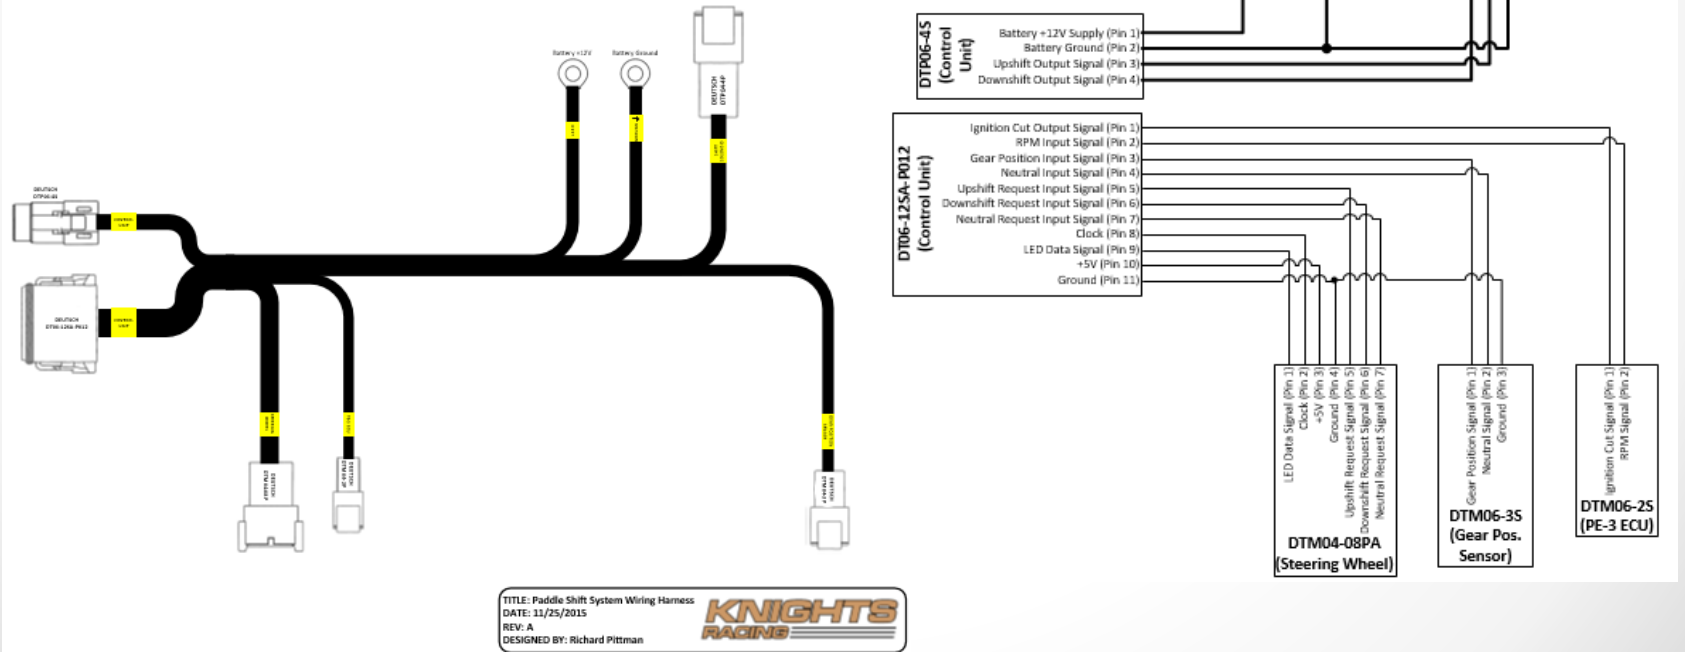 Battery +12V
Battery Ground
DEUTSCH
CONTROL
UNIT
DEUTSCH
CONTROL
UNIT
DEUTSCH
DEUTSCH
DEUTSCH
DEUTSCH
DTP06-4S
(Control
Unit)
Battery +12V Supply (Pin 1)
Battery Ground (Pin 2)
Upshift Output Signal (Pin 3)
Downshift Output Signal (Pin 4)
DT06-12SA-P012
(Control Unit)
Ignition Cut Output Signal (Pin 1)
RPM Input Signal (Pin 2)
Gear Position Input Signal (Pin 3)
Neutral Input Signal (Pin 4)
Upshift Request Input Signal (Pin 5)
Downshift Request Input Signal (Pin 6)
Neutral Request Input Signal (Pin 7)
Clock (Pin 8)
LED Data Signal (Pin 9)
+5V (Pin 10)
Ground (Pin 11)
LED Data Signal (Pin 1)
Clock (Pin 2)
+5V (Pin 3)
Ground (Pin 4)
Upshift Request Signal (Pin 5)
Downshift Request Signal (Pin 6)
Neutral Request Signal (Pin 7)
DTM04-08PA
(Steering Wheel)
Gear Position Signal (Pin 1)
Neutral Signal (Pin 2)
Ground (Pin 3)
DTM06-3S
(Gear Pos.
Sensor)
Ignition Cut Signal (Pin 1)
RPM Signal (Pin 2)
DTM06-2S
(PE-3 ECU)
TITLE: Paddle Shift System Wiring Harness
DATE: 11/25/2015
REV: A
DESIGNED BY: Richard Pittman
KNIGHTS
RACING